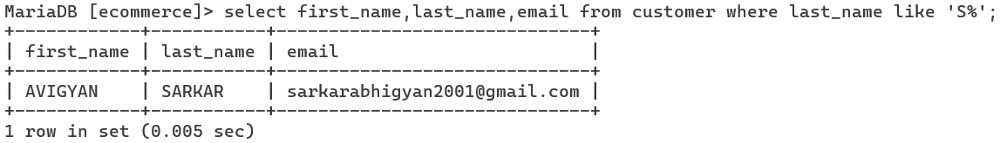 MariaDB [ecommerce]> select first_name,last_name,email from customer where last_name like 'S%';
+------------+-----------+------------------------------+
| first_name | last_name | email                        |
+------------+-----------+------------------------------+
| AVIGYAN    | SARKAR    | sarkarabhigyan2001@gmail.com |
+------------+-----------+------------------------------+
1 row in set (0.005 sec)